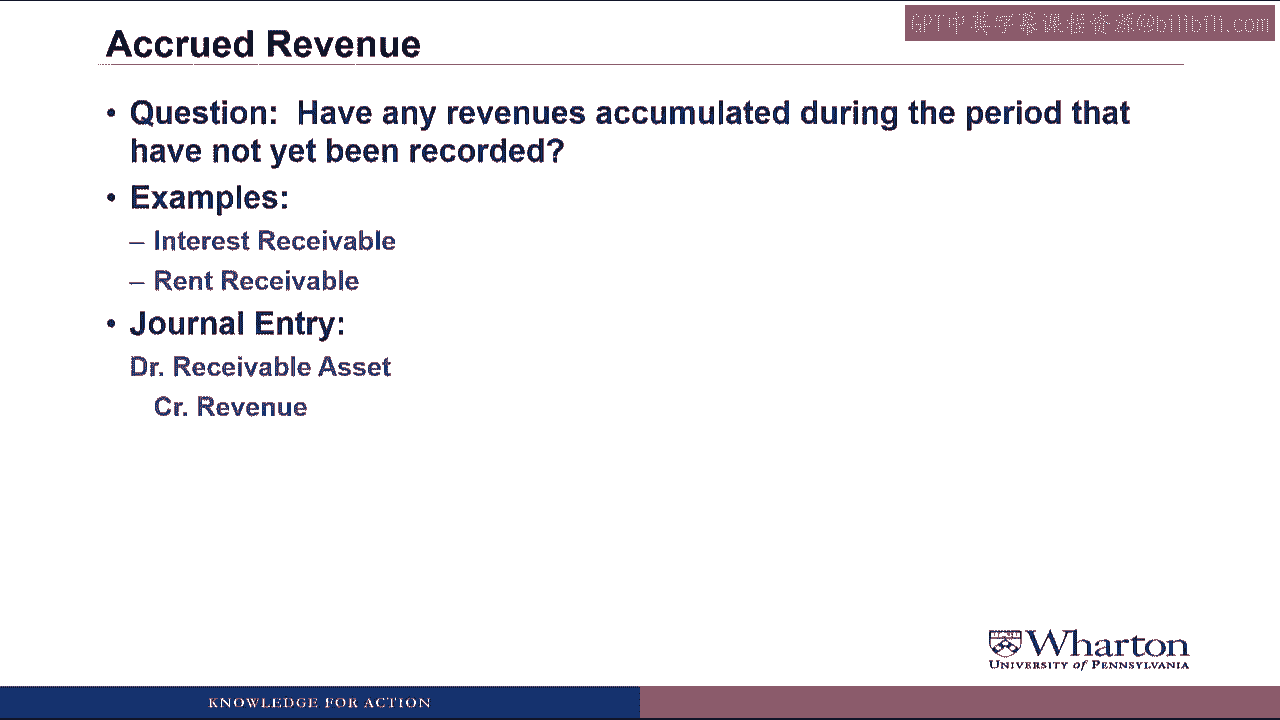 GPT中英字幕课程资源@bilibili.com
Accrued Revenue
• Question: Have any revenues accumulated during the period that
have not yet been recorded?
• Examples:
– Interest Receivable
– Rent Receivable
• Journal Entry:
Dr. Receivable Asset
Cr. Revenue
Wharton
UNIVERSITY of PENNSYLVANIA
KNOWLEDGE FOR ACTION